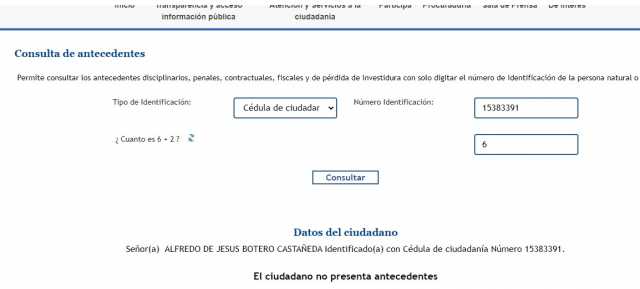 Inicio Transparencia y acceso Atención y servicios a la Participa Procuraduría Sala de Prensa De interés
información pública ciudadanía
Consulta de antecedentes
Permite consultar los antecedentes disciplinarios, penales, contractuales, fiscales y de pérdida de investidura con solo digitar el número de identificación de la persona natural o
Tipo de Identificación: Cédula de ciudadar Número Identificación: 15383391
¿ Cuanto es 6 + 2 ? 6
Consultar
Datos del ciudadano
Señor(a) ALFREDO DE JESUS BOTERO CASTAÑEDA identificado(a) con Cédula de ciudadanía Número 15383391.
El ciudadano no presenta antecedentes